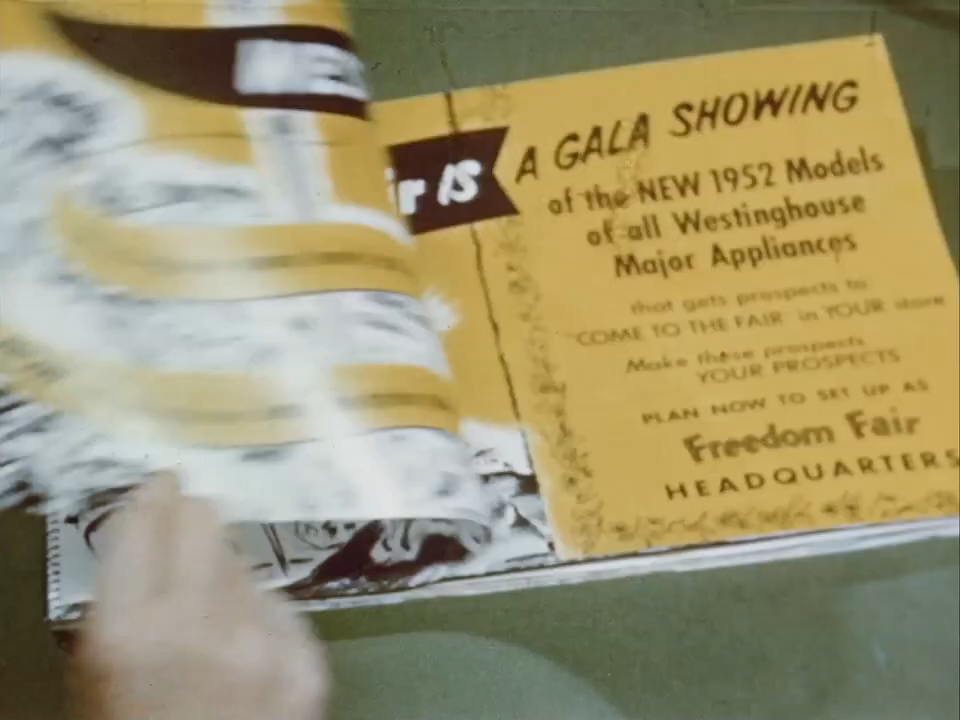 r IS
A GALA SHOWING
of the NEW 1952 Models
of all Westinghouse
Major Appliances
that gets prospects to
"COME TO THE FAIR" in YOUR store
Make these prospects
YOUR PROSPECTS
PLAN NOW TO SET UP AS
Freedom Fair
HEADQUARTERS